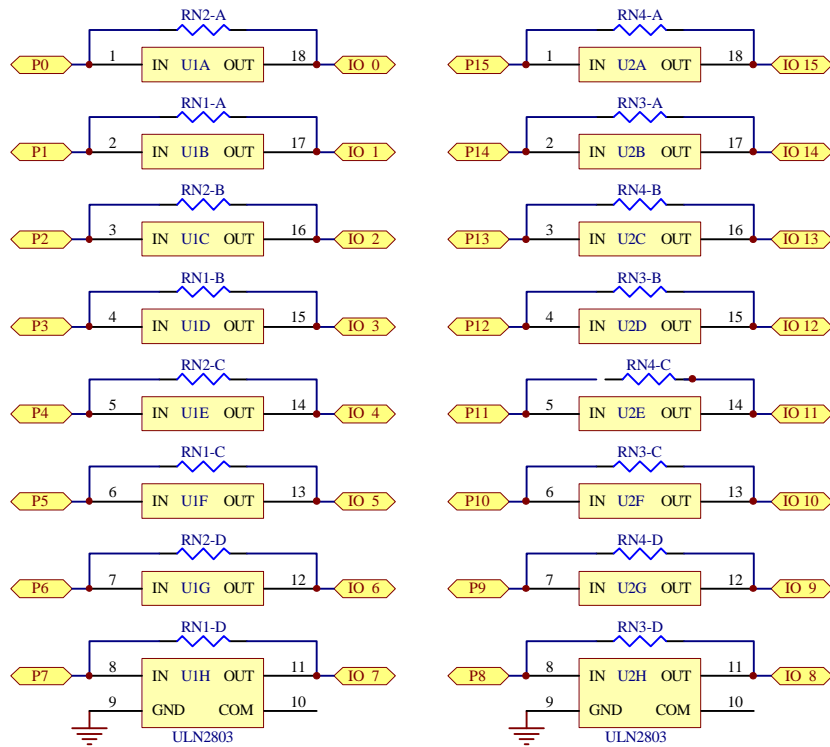 RN2-A
P0 1 IN U1A OUT 18 IO 0
RN1-A
P1 2 IN U1B OUT 17 IO 1
RN2-B
P2 3 IN U1C OUT 16 IO 2
RN1-B
P3 4 IN U1D OUT 15 IO 3
RN2-C
P4 5 IN U1E OUT 14 IO 4
RN1-C
P5 6 IN U1F OUT 13 IO 5
RN2-D
P6 7 IN U1G OUT 12 IO 6
RN1-D
P7 8 IN U1H OUT 11 IO 7
9 GND COM 10
ULN2803
RN4-A
P15 1 IN U2A OUT 18 IO 15
RN3-A
P14 2 IN U2B OUT 17 IO 14
RN4-B
P13 3 IN U2C OUT 16 IO 13
RN3-B
P12 4 IN U2D OUT 15 IO 12
RN4-C
P11 5 IN U2E OUT 14 IO 11
RN3-C
P10 6 IN U2F OUT 13 IO 10
RN4-D
P9 7 IN U2G OUT 12 IO 9
RN3-D
P8 8 IN U2H OUT 11 IO 8
9 GND COM 10
ULN2803